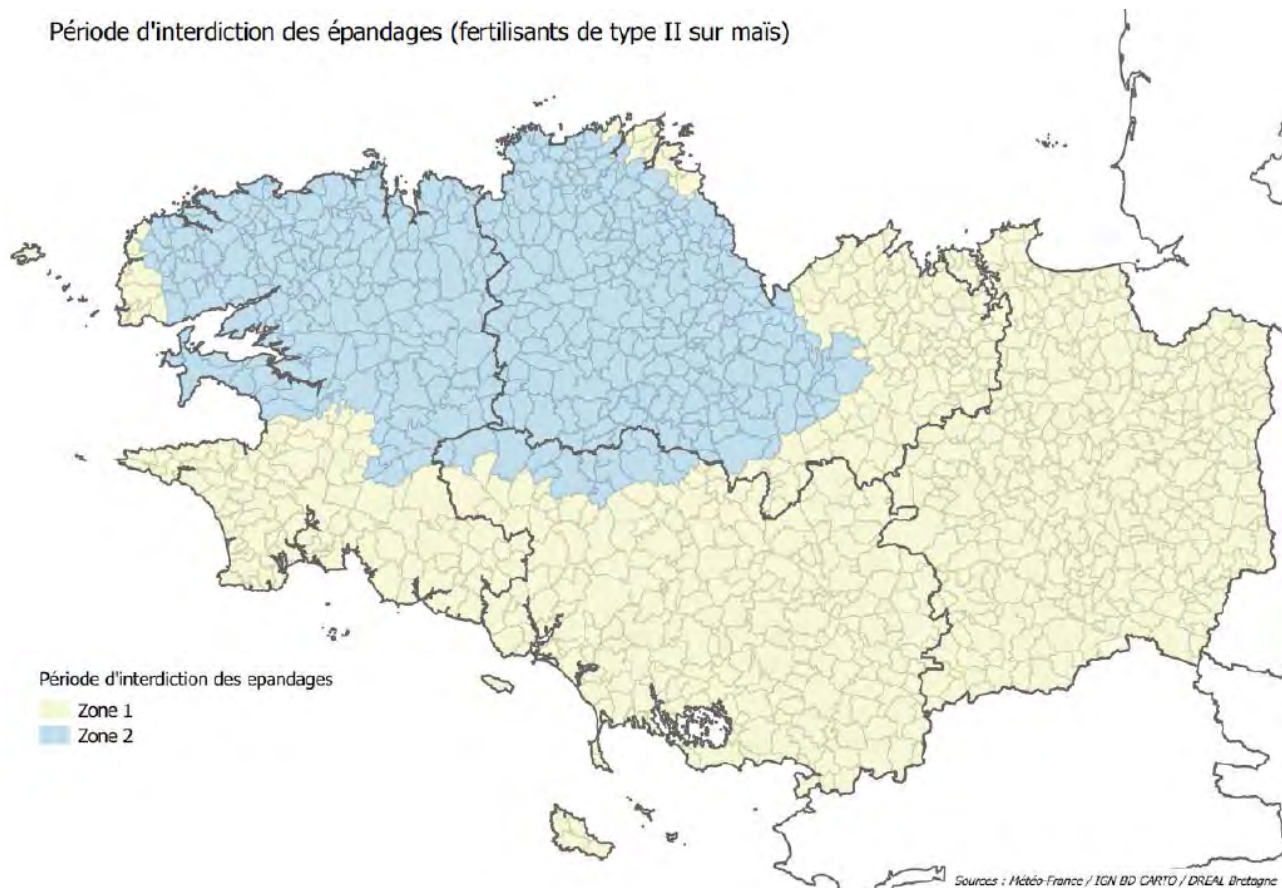 Période d'interdiction des épandages (fertilisants de type II sur maïs)
Période d'interdiction des epandages
Zone 1
Zone 2
Sources : Météo-France / IGN BD CARTO / DREAL Bretagne